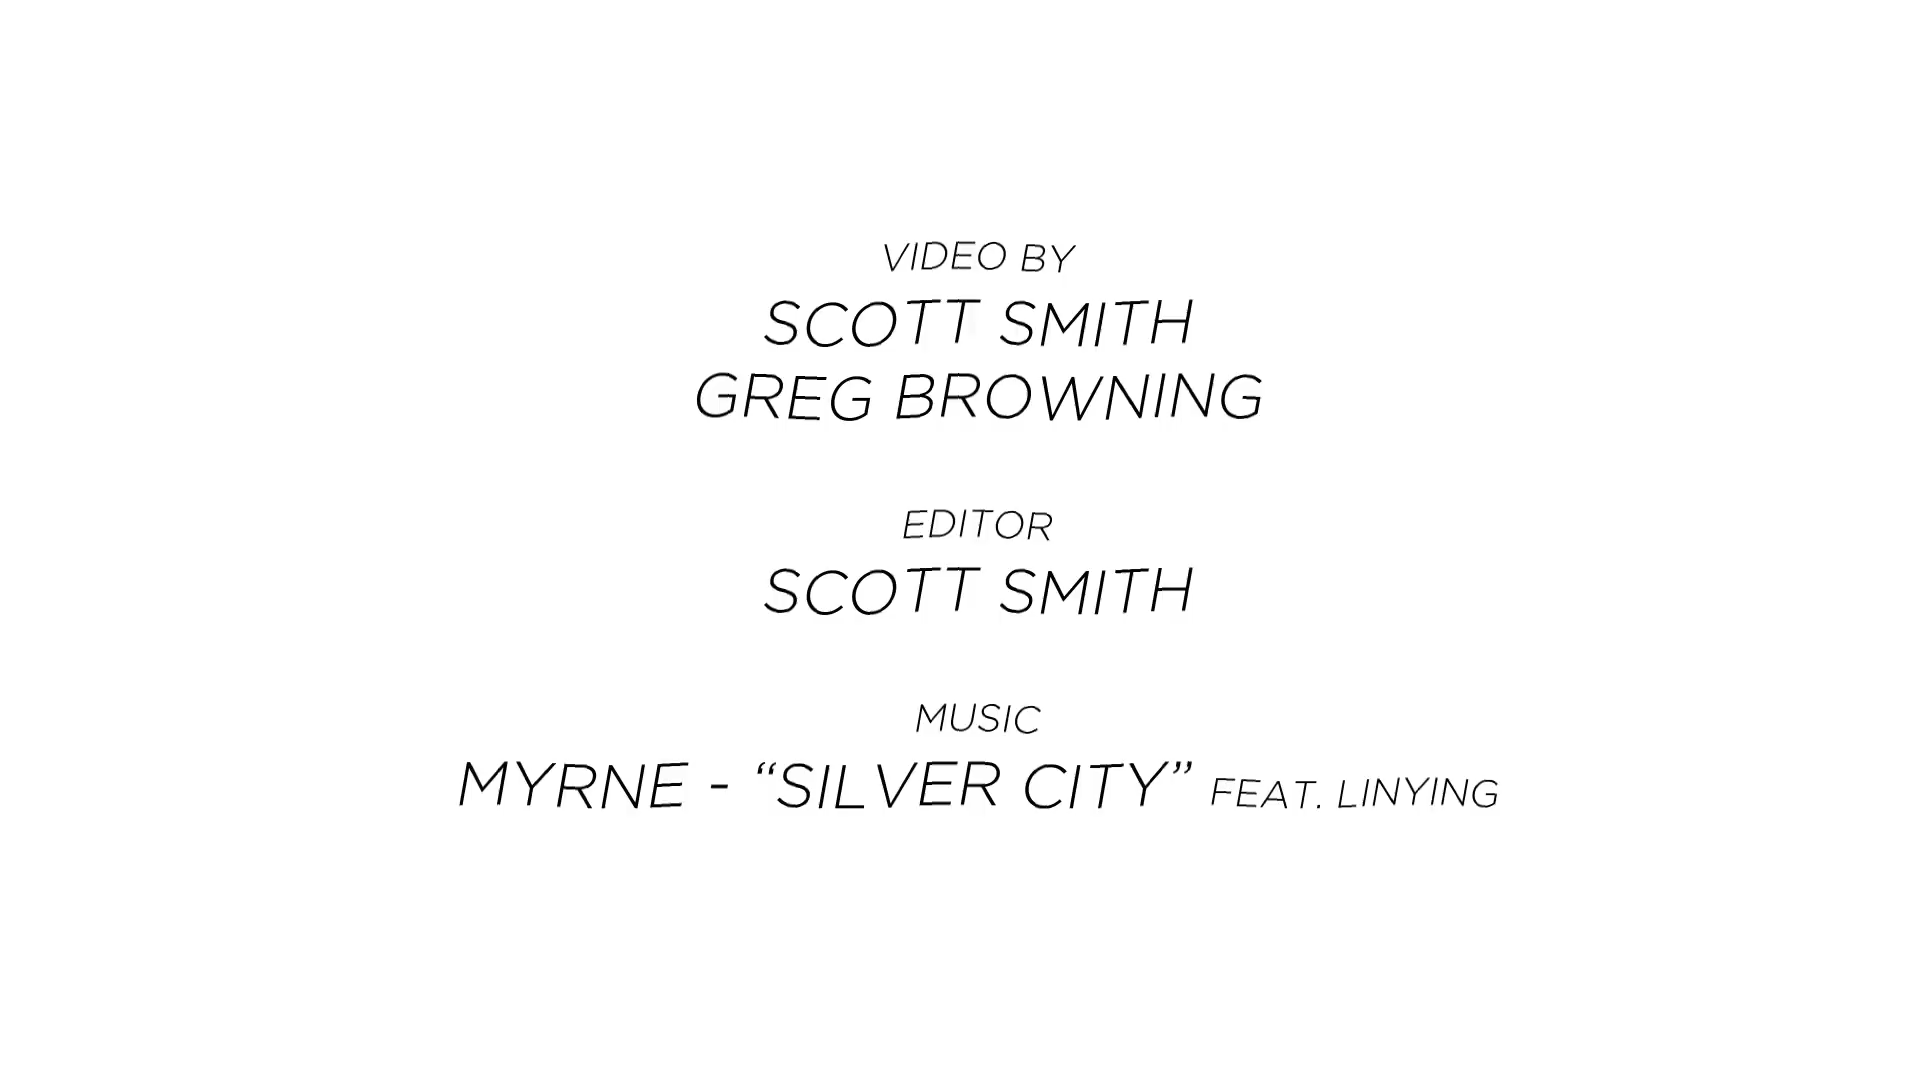 VIDEO BY
SCOTT SMITH
GREG BROWNING
EDITOR
SCOTT SMITH
MUSIC
MYRNE - “SILVER CITY” FEAT. LINYING